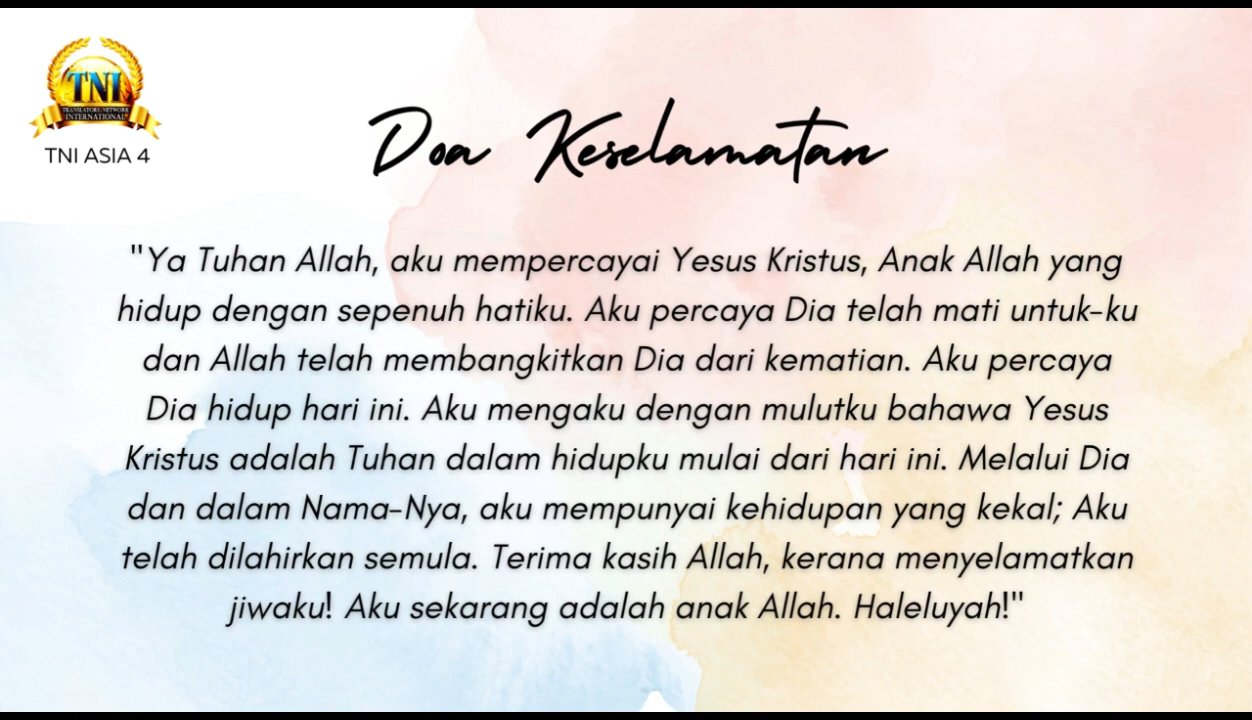 TNI
TRANSLATORS NETWORK
INTERNATIONAL
TNI ASIA 4
Doa Keselamatan
"Ya Tuhan Allah, aku mempercayai Yesus Kristus, Anak Allah yang
hidup dengan sepenuh hatiku. Aku percaya Dia telah mati untuk-ku
dan Allah telah membangkitkan Dia dari kematian. Aku percaya
Dia hidup hari ini. Aku mengaku dengan mulutku bahawa Yesus
Kristus adalah Tuhan dalam hidupku mulai dari hari ini. Melalui Dia
dan dalam Nama-Nya, aku mempunyai kehidupan yang kekal; Aku
telah dilahirkan semula. Terima kasih Allah, kerana menyelamatkan
jiwaku! Aku sekarang adalah anak Allah. Haleluyah!"